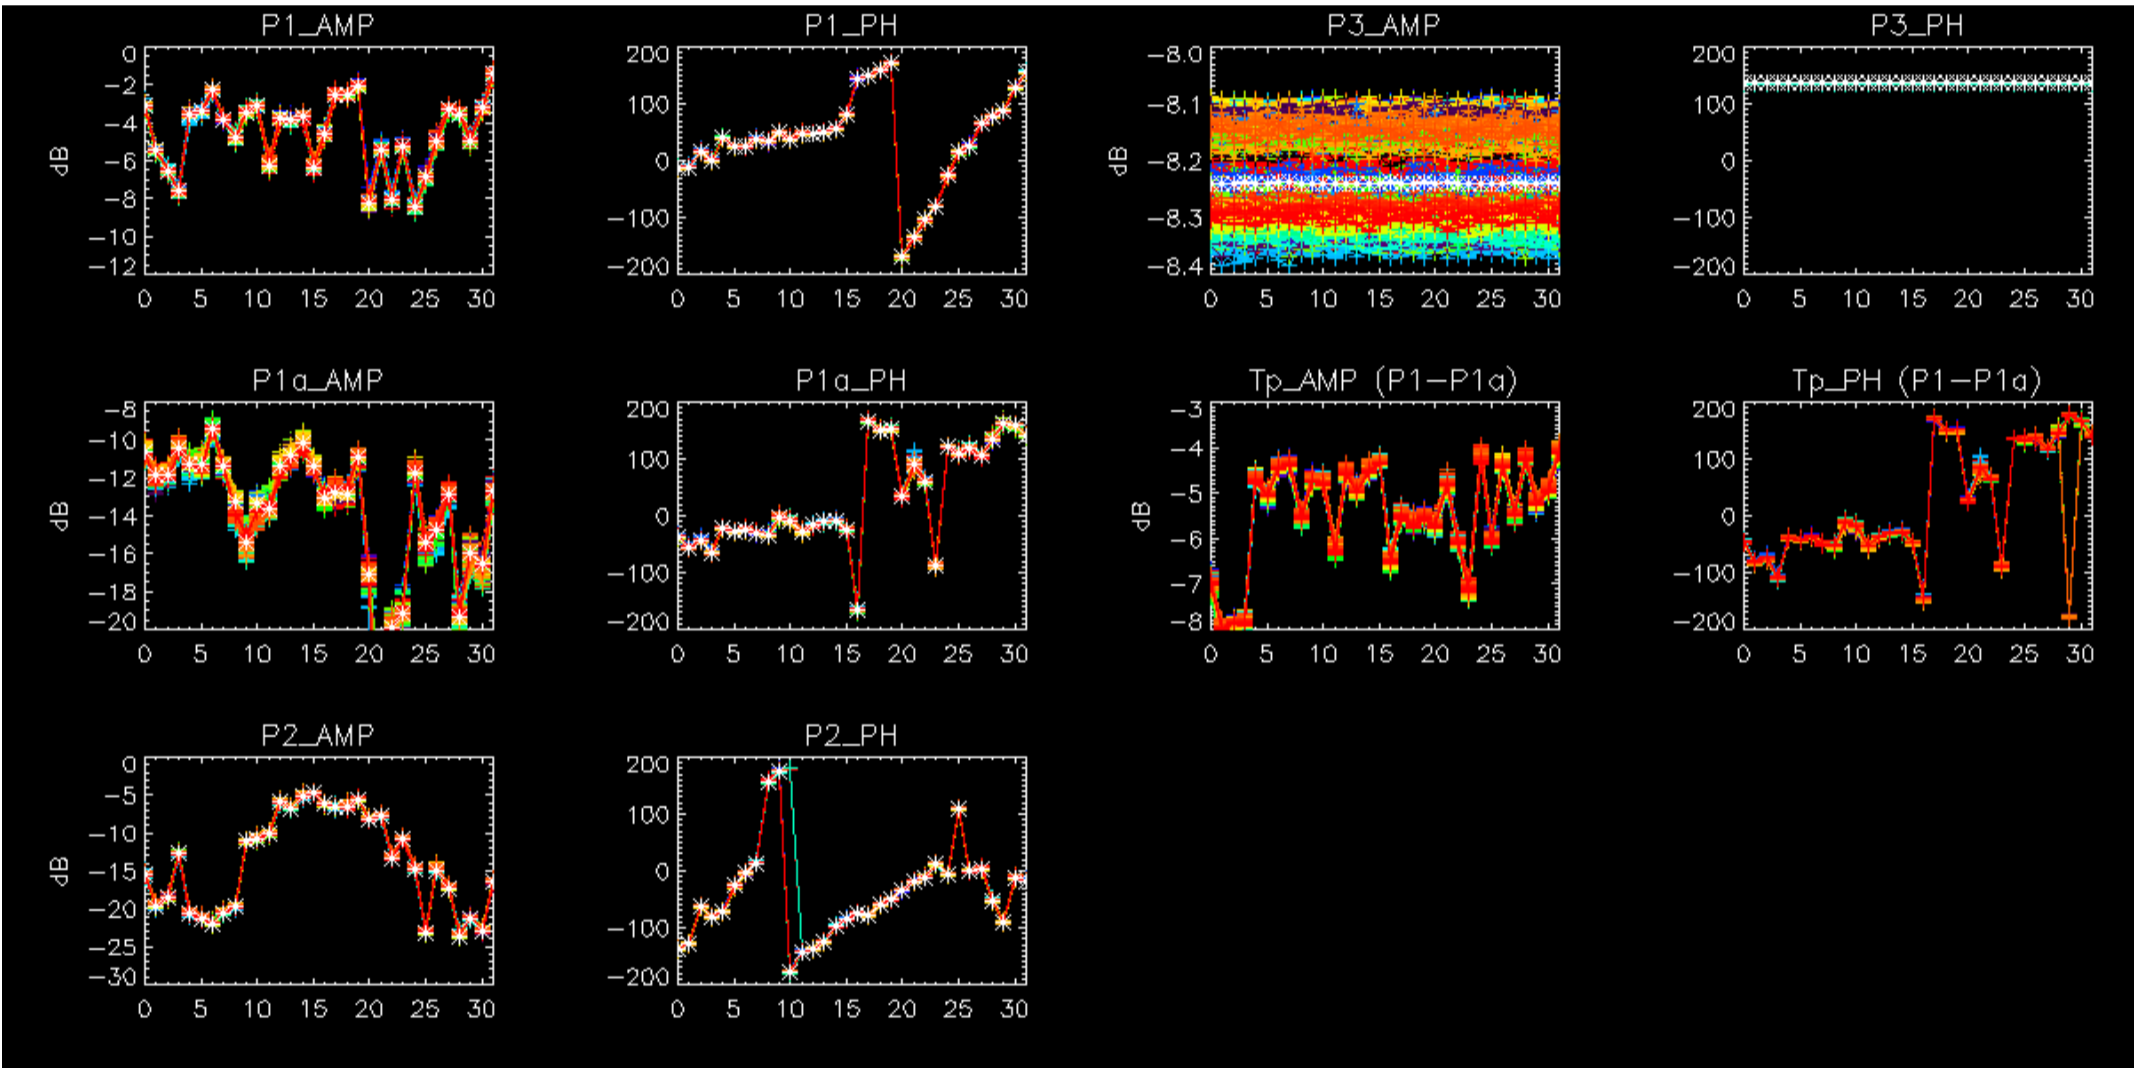 P1_AMP
P1_PH
P3_AMP
P3_PH
dB
0
−2
−4
−6
−8
−10
−12
0 5 10 15 20 25 30
200
100
0
−100
−200
0 5 10 15 20 25 30
dB
−8.0
−8.1
−8.2
−8.3
−8.4
0 5 10 15 20 25 30
200
100
0
−100
−200
0 5 10 15 20 25 30
P1a_AMP
P1a_PH
Tp_AMP (P1−P1a)
Tp_PH (P1−P1a)
dB
−8
−10
−12
−14
−16
−18
−20
0 5 10 15 20 25 30
200
100
0
−100
−200
0 5 10 15 20 25 30
dB
−3
−4
−5
−6
−7
−8
0 5 10 15 20 25 30
200
100
0
−100
−200
0 5 10 15 20 25 30
P2_AMP
P2_PH
dB
0
−5
−10
−15
−20
−25
−30
0 5 10 15 20 25 30
200
100
0
−100
−200
0 5 10 15 20 25 30